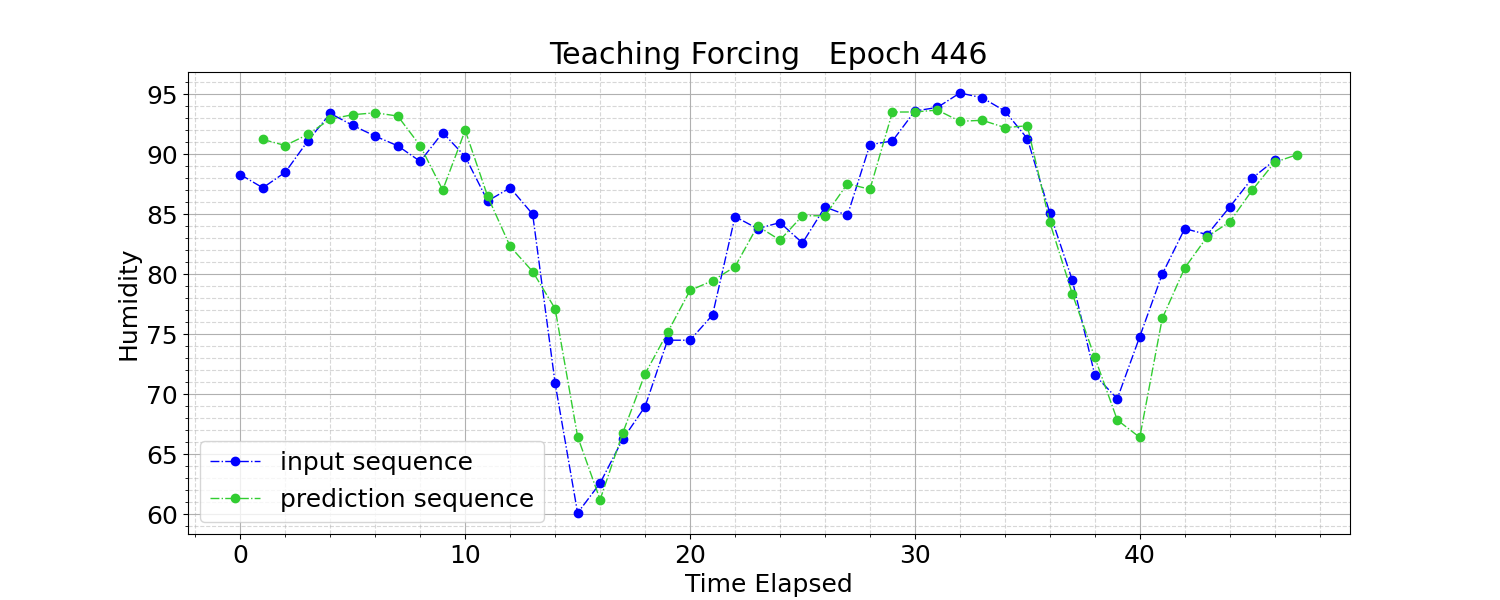 Teaching Forcing   Epoch 446
95
90
85
80
75
70
65
60
Humidity
input sequence
prediction sequence
0 10 20 30 40
Time Elapsed